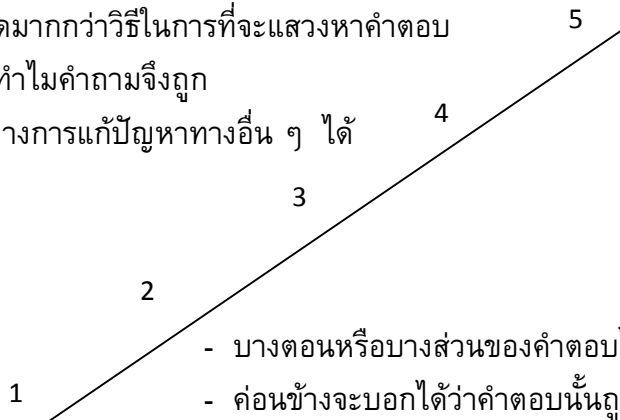 มากกว่าวิธีในการที่จะแสวงหาคำตอบ
5
ทำไมคำถามจึงถูก
างการแก้ปัญหาทางอื่น ๆ ได้
4
3
2
- บางตอนหรือบางส่วนของคำตอบ
1
- ค่อนข้างจะบอกได้ว่าคำตอบนั้นถู